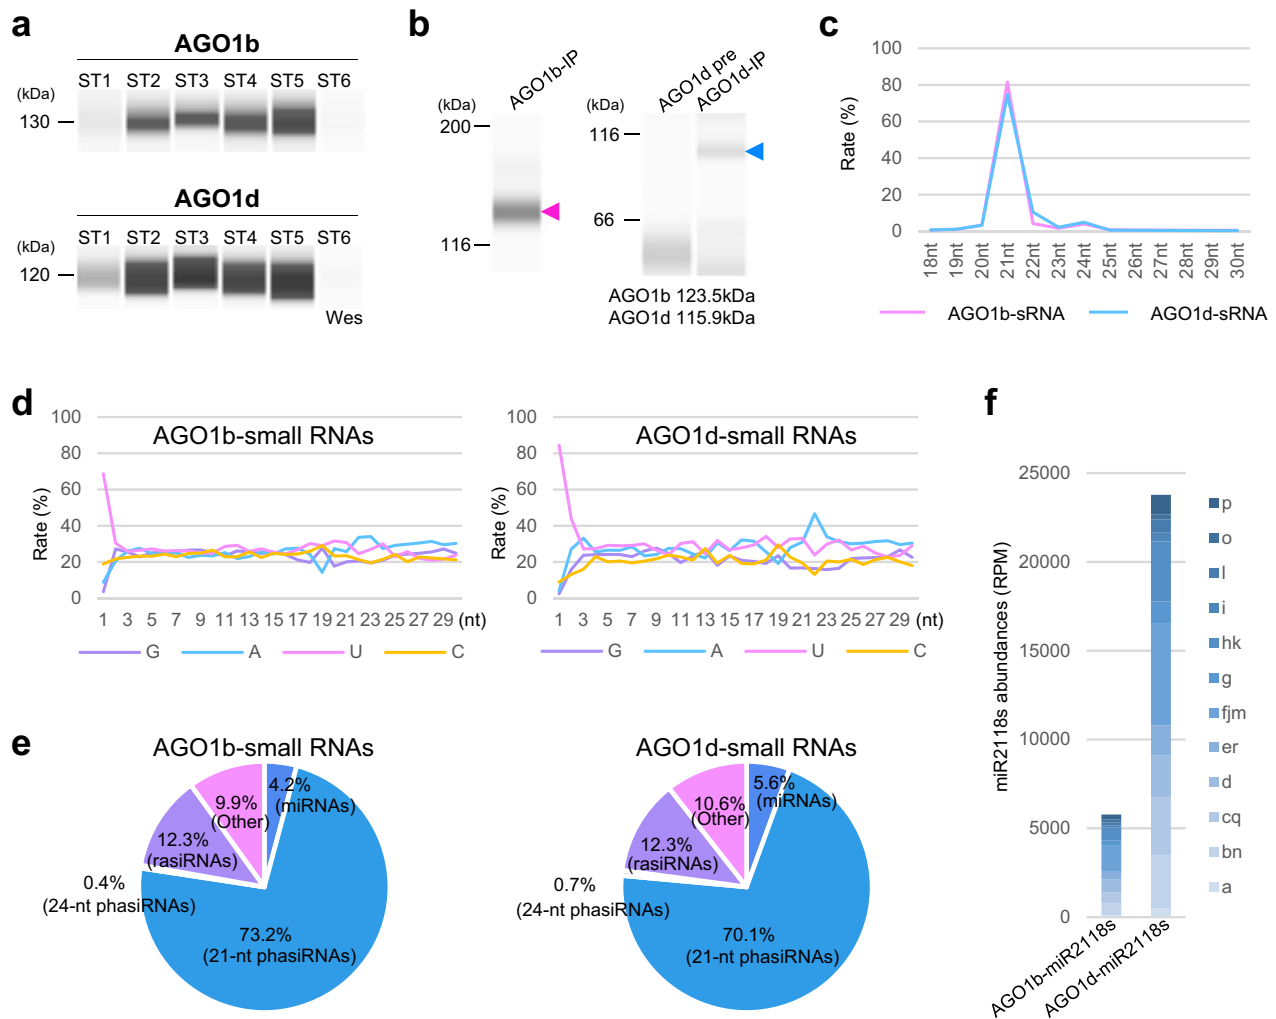 a
AGO1b
ST1 ST2 ST3 ST4 ST5 ST6
(kDa)
130
AGO1d
ST1 ST2 ST3 ST4 ST5 ST6
(kDa)
120
Wes
b
AGO1b-IP
AGO1d pre
AGO1d-IP
(kDa)
200
116
(kDa)
116
66
AGO1b 123.5kDa
AGO1d 115.9kDa
c
100
80
60
40
20
0
Rate (%)
18nt 19nt 20nt 21nt 22nt 23nt 24nt 25nt 26nt 27nt 28nt 29nt 30nt
AGO1b-sRNA AGO1d-sRNA
d
AGO1b-small RNAs
100
80
60
40
20
0
Rate (%)
1 3 5 7 9 11 13 15 17 19 21 23 25 27 29 (nt)
G A U C
AGO1d-small RNAs
100
80
60
40
20
0
Rate (%)
1 3 5 7 9 11 13 15 17 19 21 23 25 27 29 (nt)
G A U C
e
AGO1b-small RNAs
4.2%
(miRNAs)
9.9%
(Other)
12.3%
(rasiRNAs)
0.4%
(24-nt phasiRNAs)
73.2%
(21-nt phasiRNAs)
AGO1d-small RNAs
5.6%
(miRNAs)
10.6%
(Other)
12.3%
(rasiRNAs)
0.7%
(24-nt phasiRNAs)
70.1%
(21-nt phasiRNAs)
f
25000
20000
15000
10000
5000
0
miR2118s abundances (RPM)
AGO1b-miR2118s
AGO1d-miR2118s
p
o
l
i
hk
g
fjm
er
d
cq
bn
a